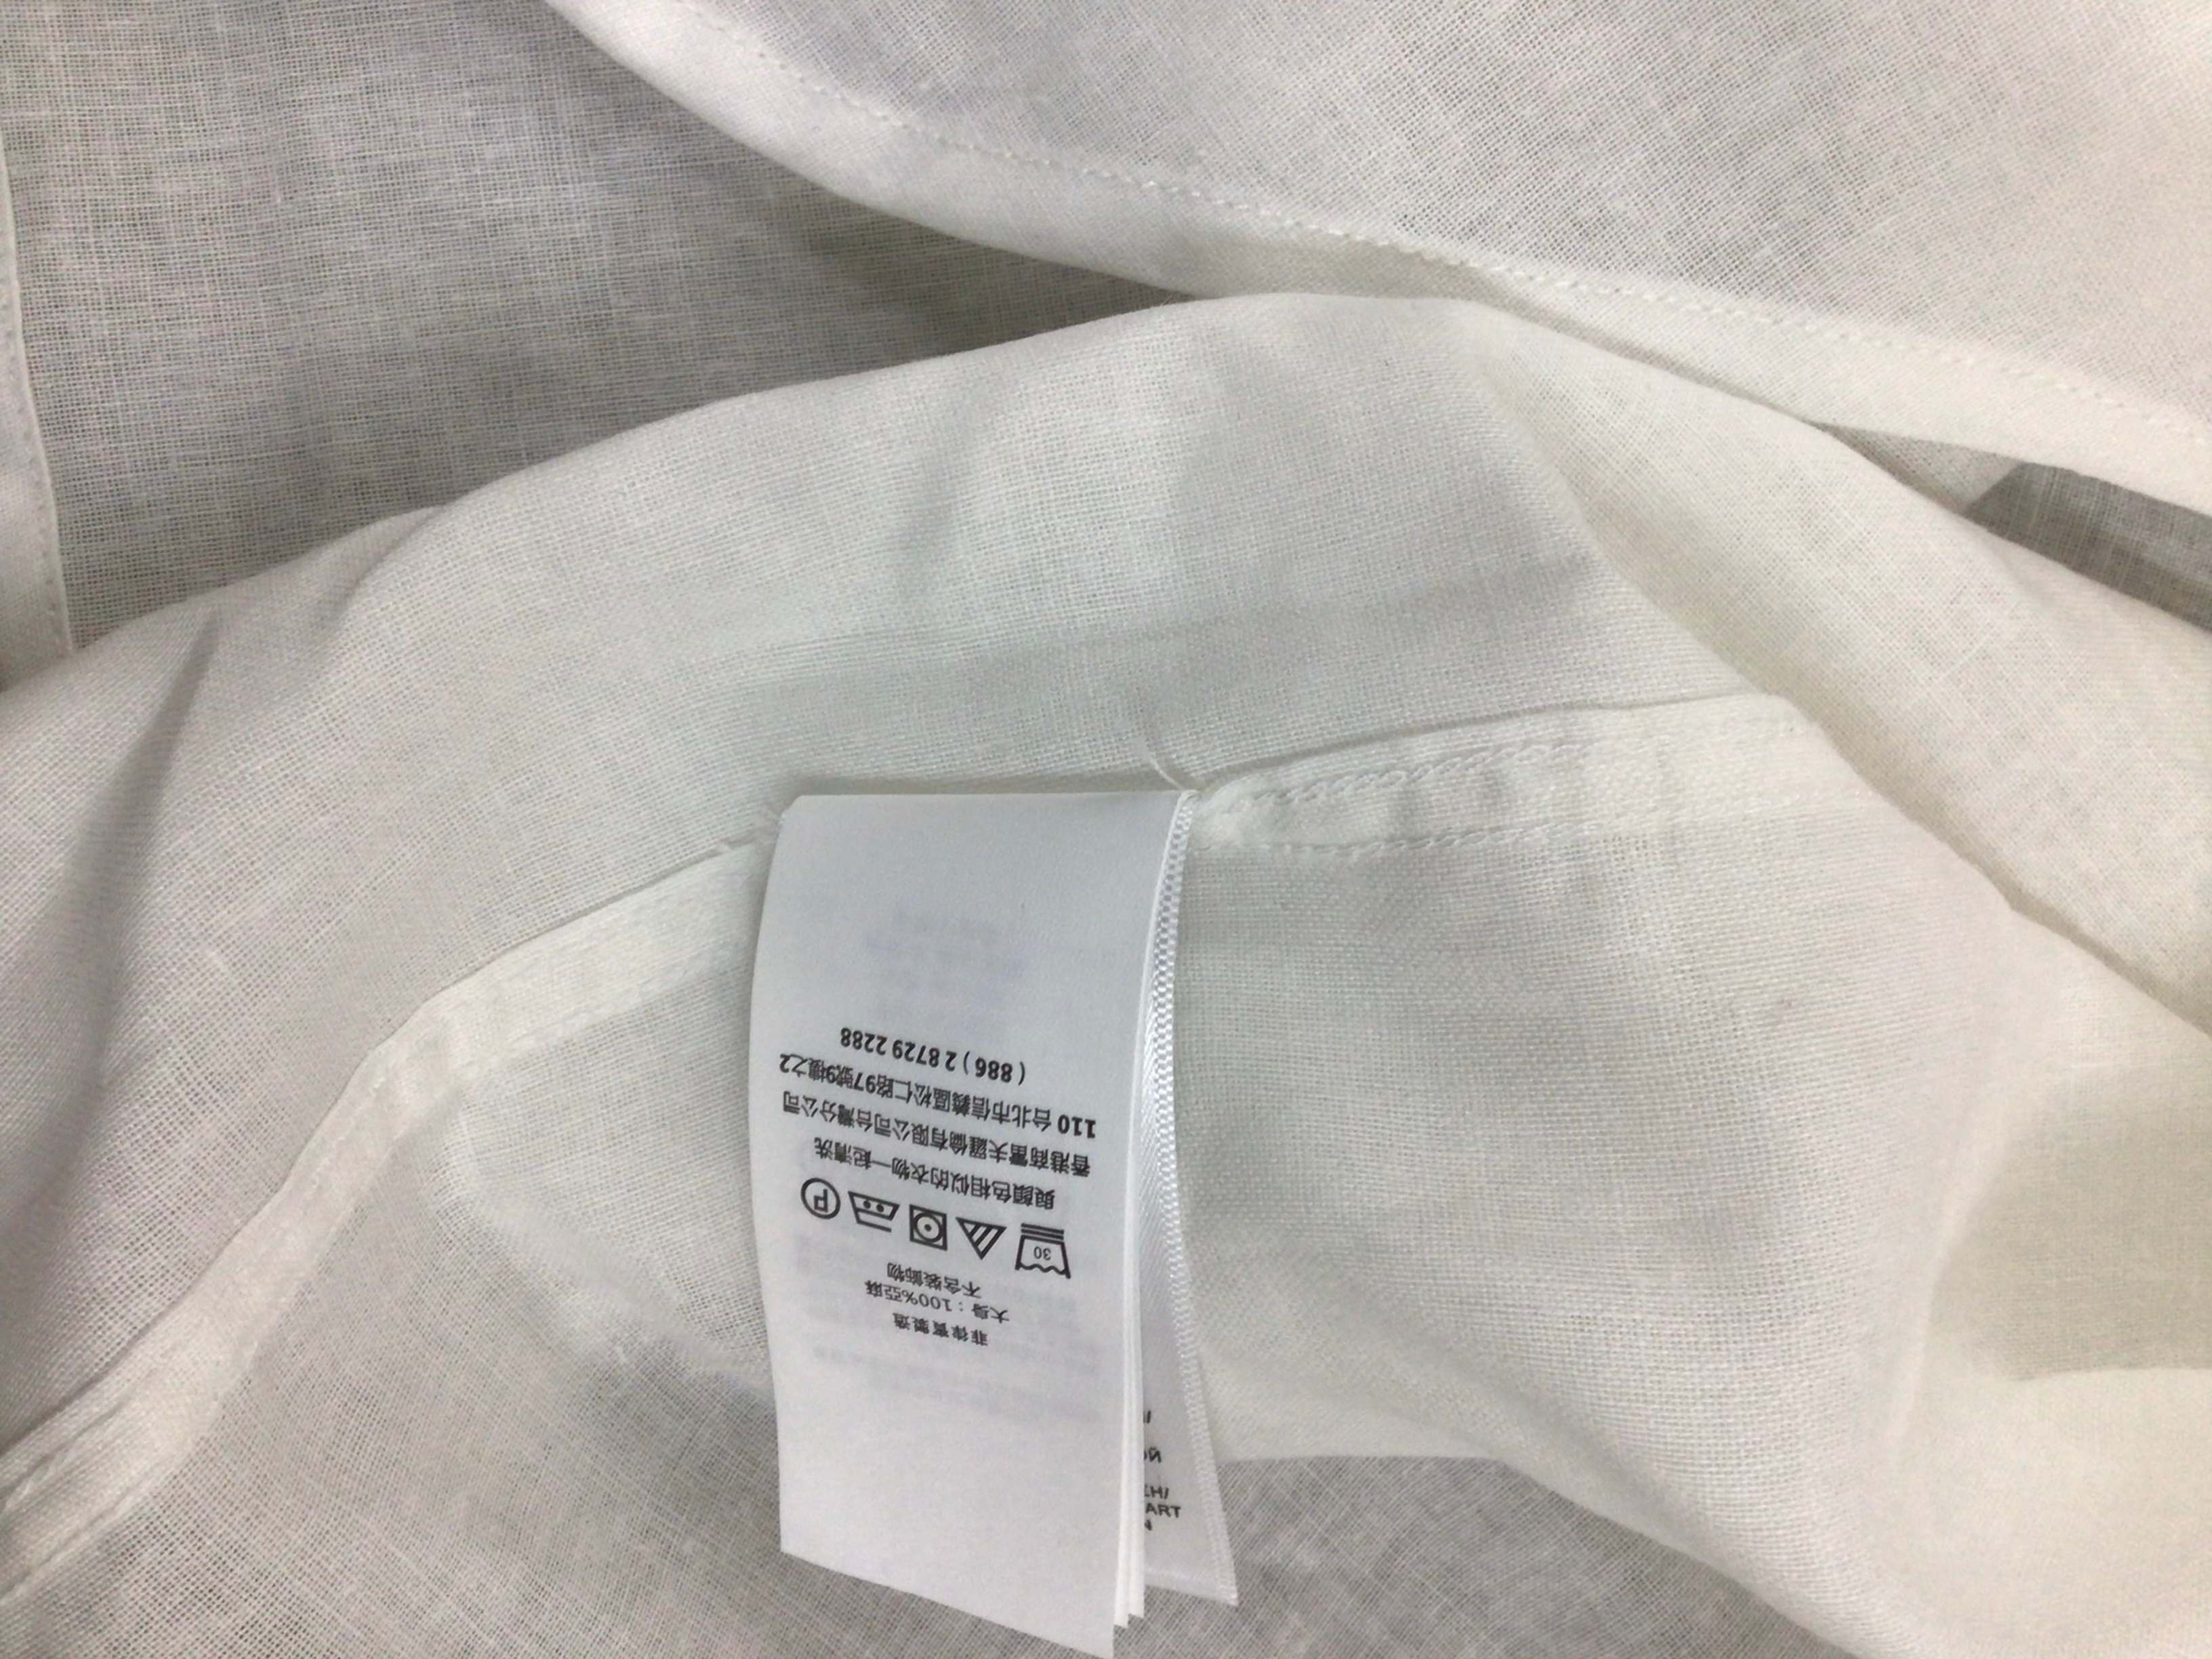 菲律賓製造
大身：100%亞麻
不含裝飾物
30
P
與顏色相似的衣物一起清洗
香港商雷夫羅倫有限公司台灣分公司
110 台北市信義區松仁路97號9樓之2
( 886 ) 2 8729 2288